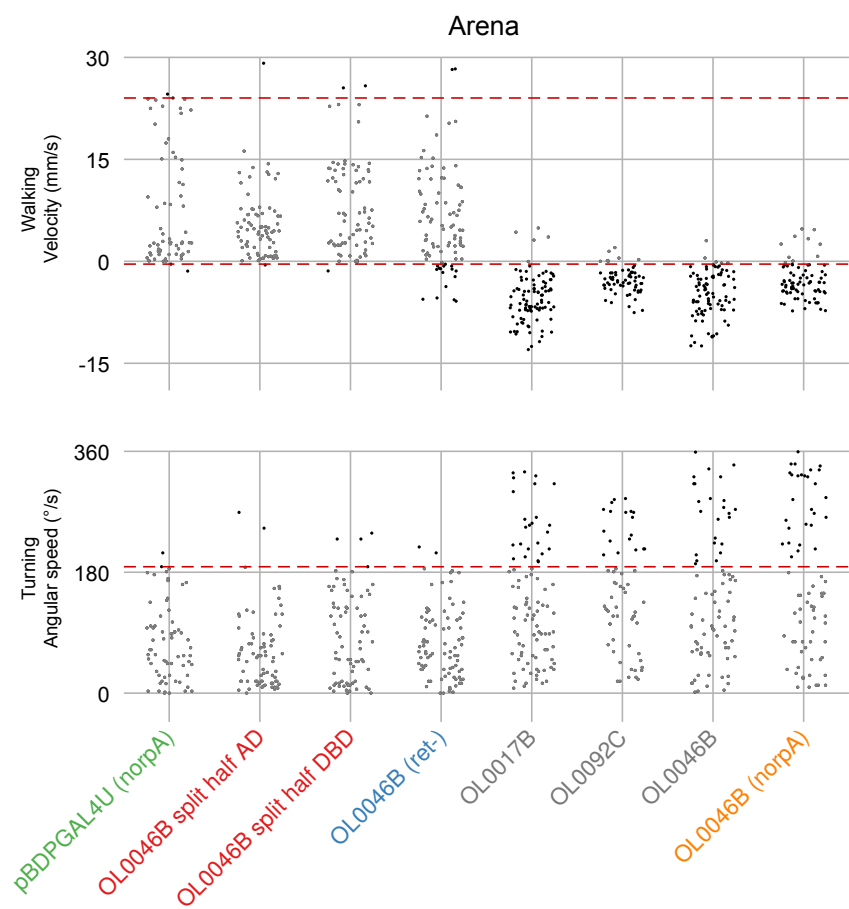 Arena
Walking
Velocity (mm/s)
30
15
0
-15
Turning
Angular speed (°/s)
360
180
0
pBDPGAL4U (norpA)
OL0046B split half AD
OL0046B split half DBD
OL0046B (ret-)
OL0017B
OL0092C
OL0046B
OL0046B (norpA)